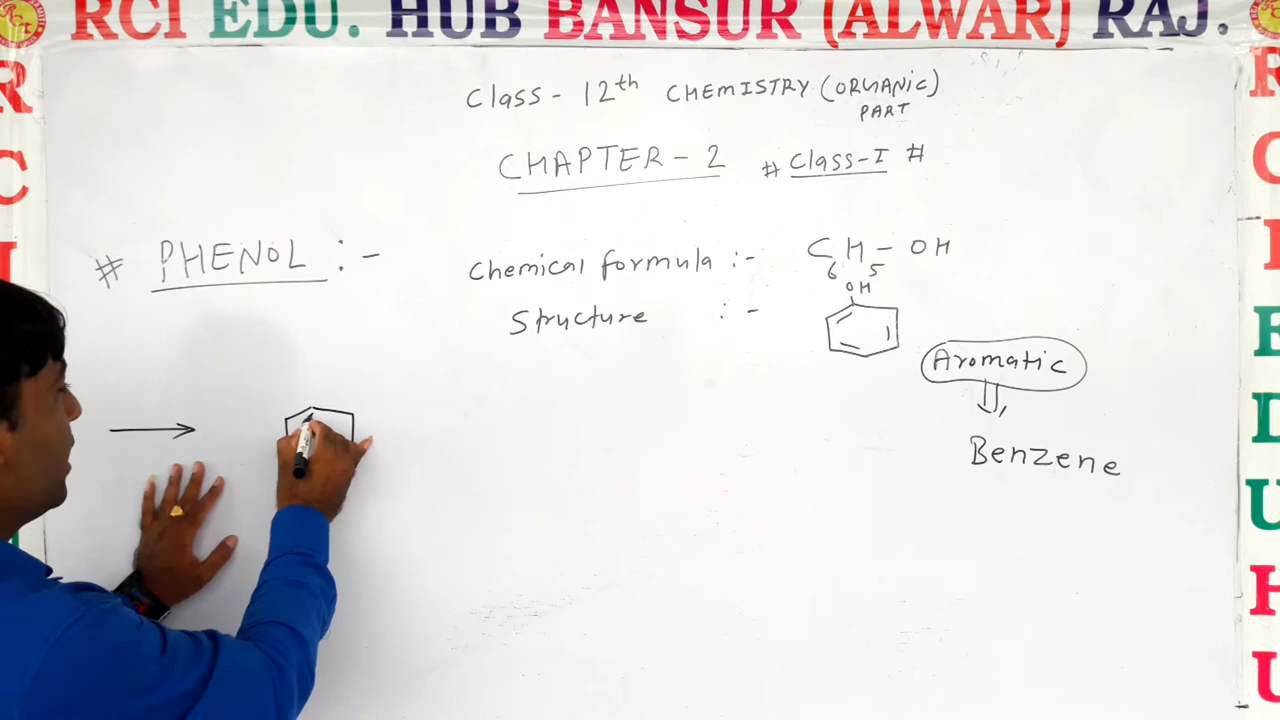 RCI EDU. HUB BANSUR (ALWAR) RAJ.
R
C
I
R
C
I
E
D
U
H
U
Class - 12th CHEMISTRY (ORGANIC)
PART
CHAPTER - 2 # Class-I #
# PHENOL :-
Chemical formula :- C6H5 - OH
OH
Structure :-
Aromatic
Benzene